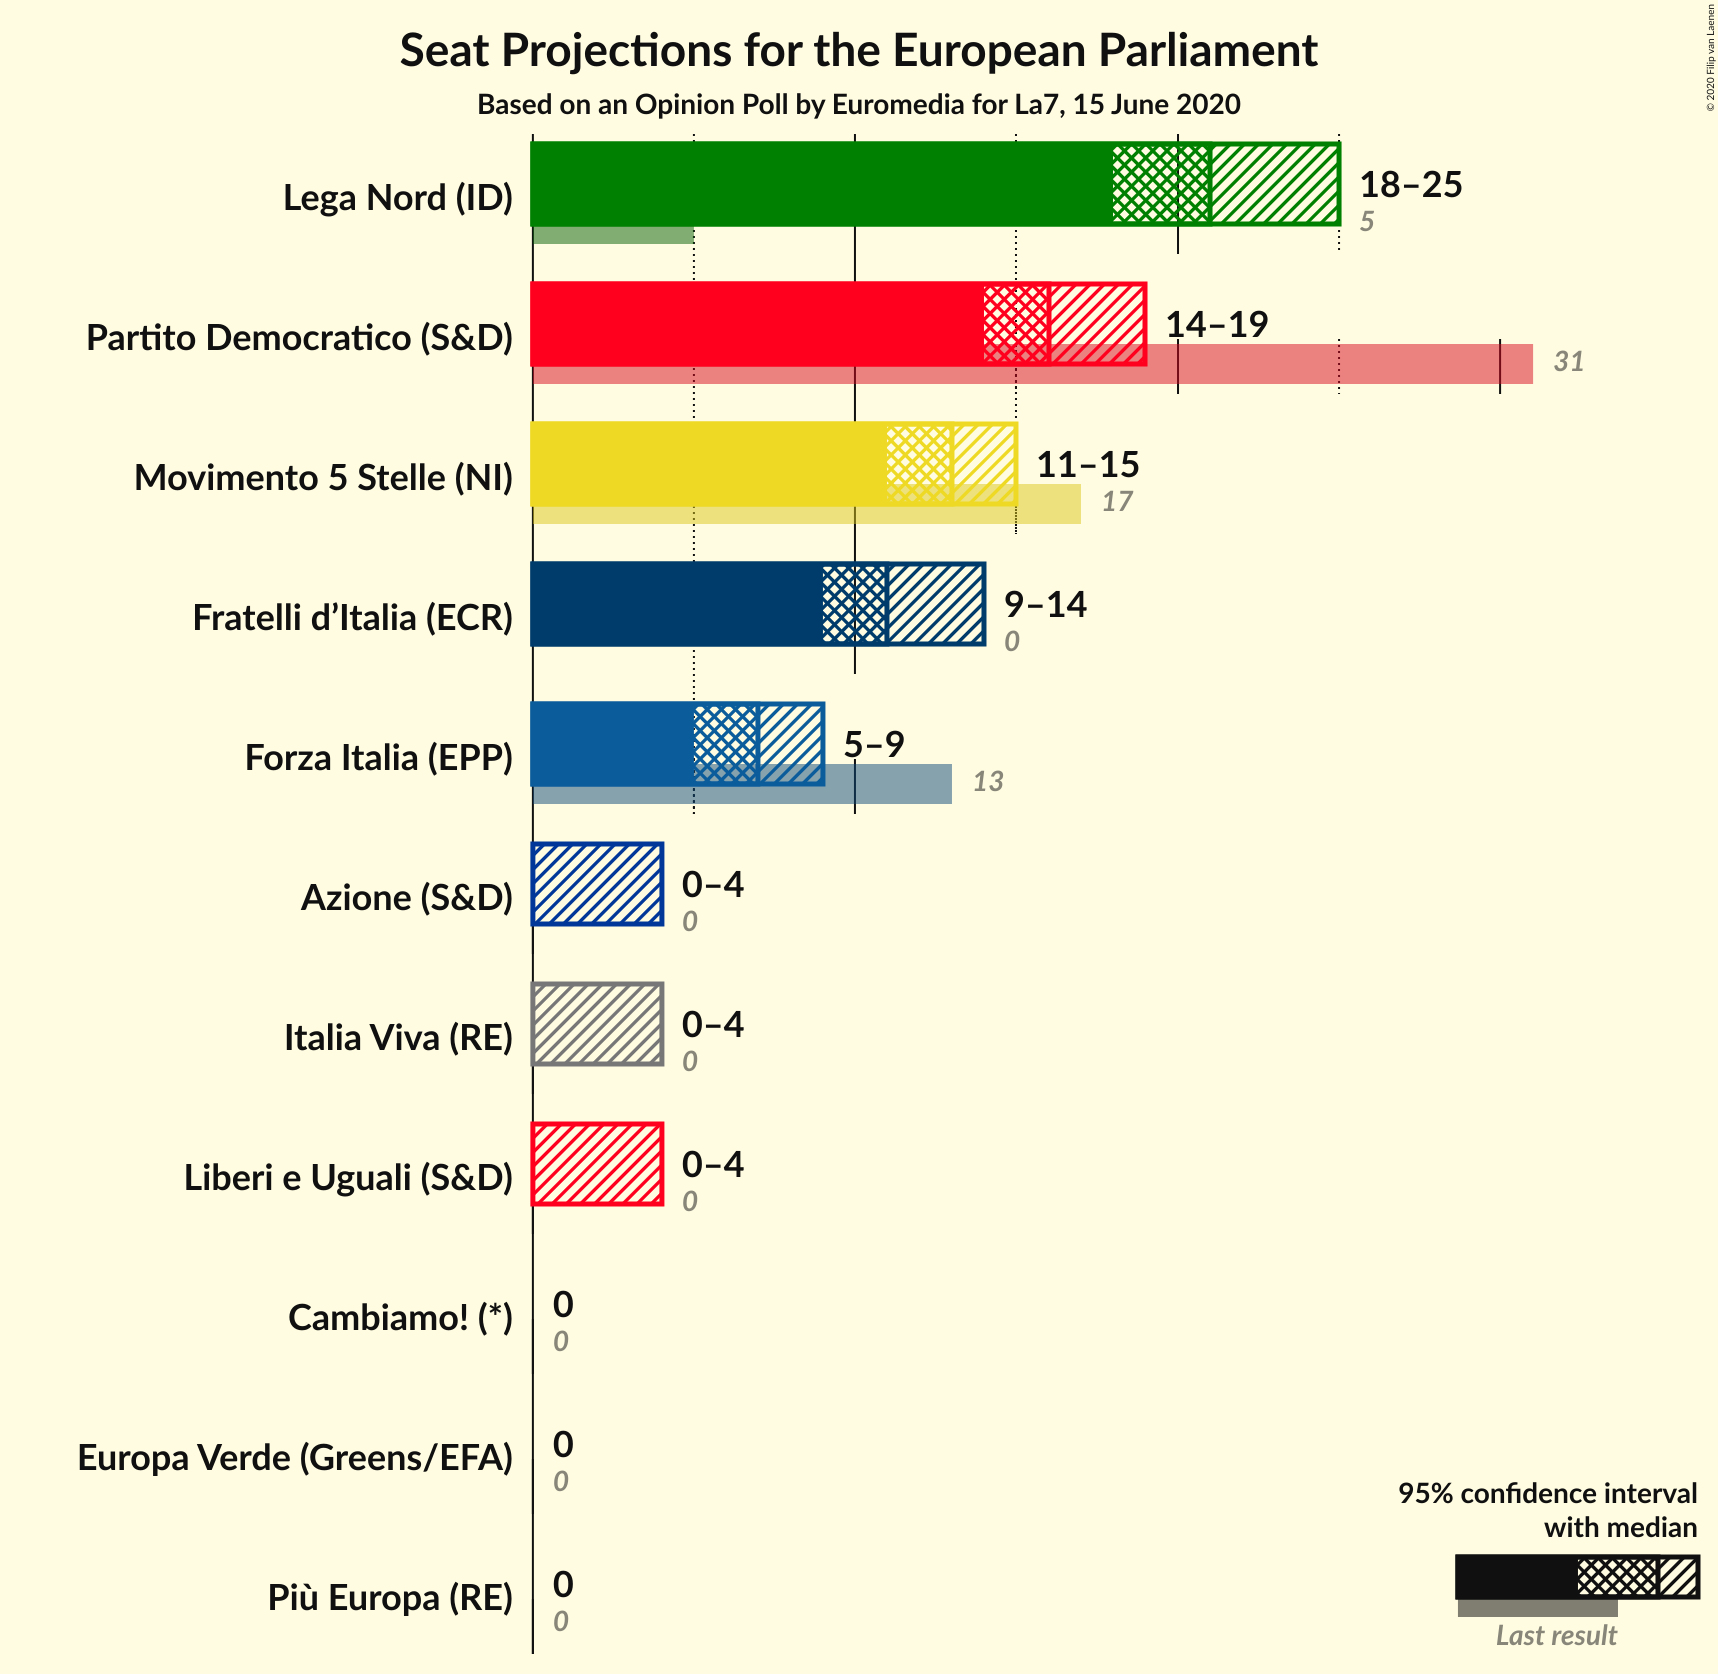 Seat Projections for the European Parliament
Based on an Opinion Poll by Euromedia for La7, 15 June 2020
© 2020 Filip van Laenen
Lega Nord (ID)
18–25
5
Partito Democratico (S&D)
14–19
31
Movimento 5 Stelle (NI)
11–15
17
Fratelli d’Italia (ECR)
9–14
0
Forza Italia (EPP)
5–9
13
Azione (S&D)
0–4
0
Italia Viva (RE)
0–4
0
Liberi e Uguali (S&D)
0–4
0
Cambiamo! (*)
0
0
Europa Verde (Greens/EFA)
0
0
Più Europa (RE)
0
0
95% confidence interval
with median
Last result